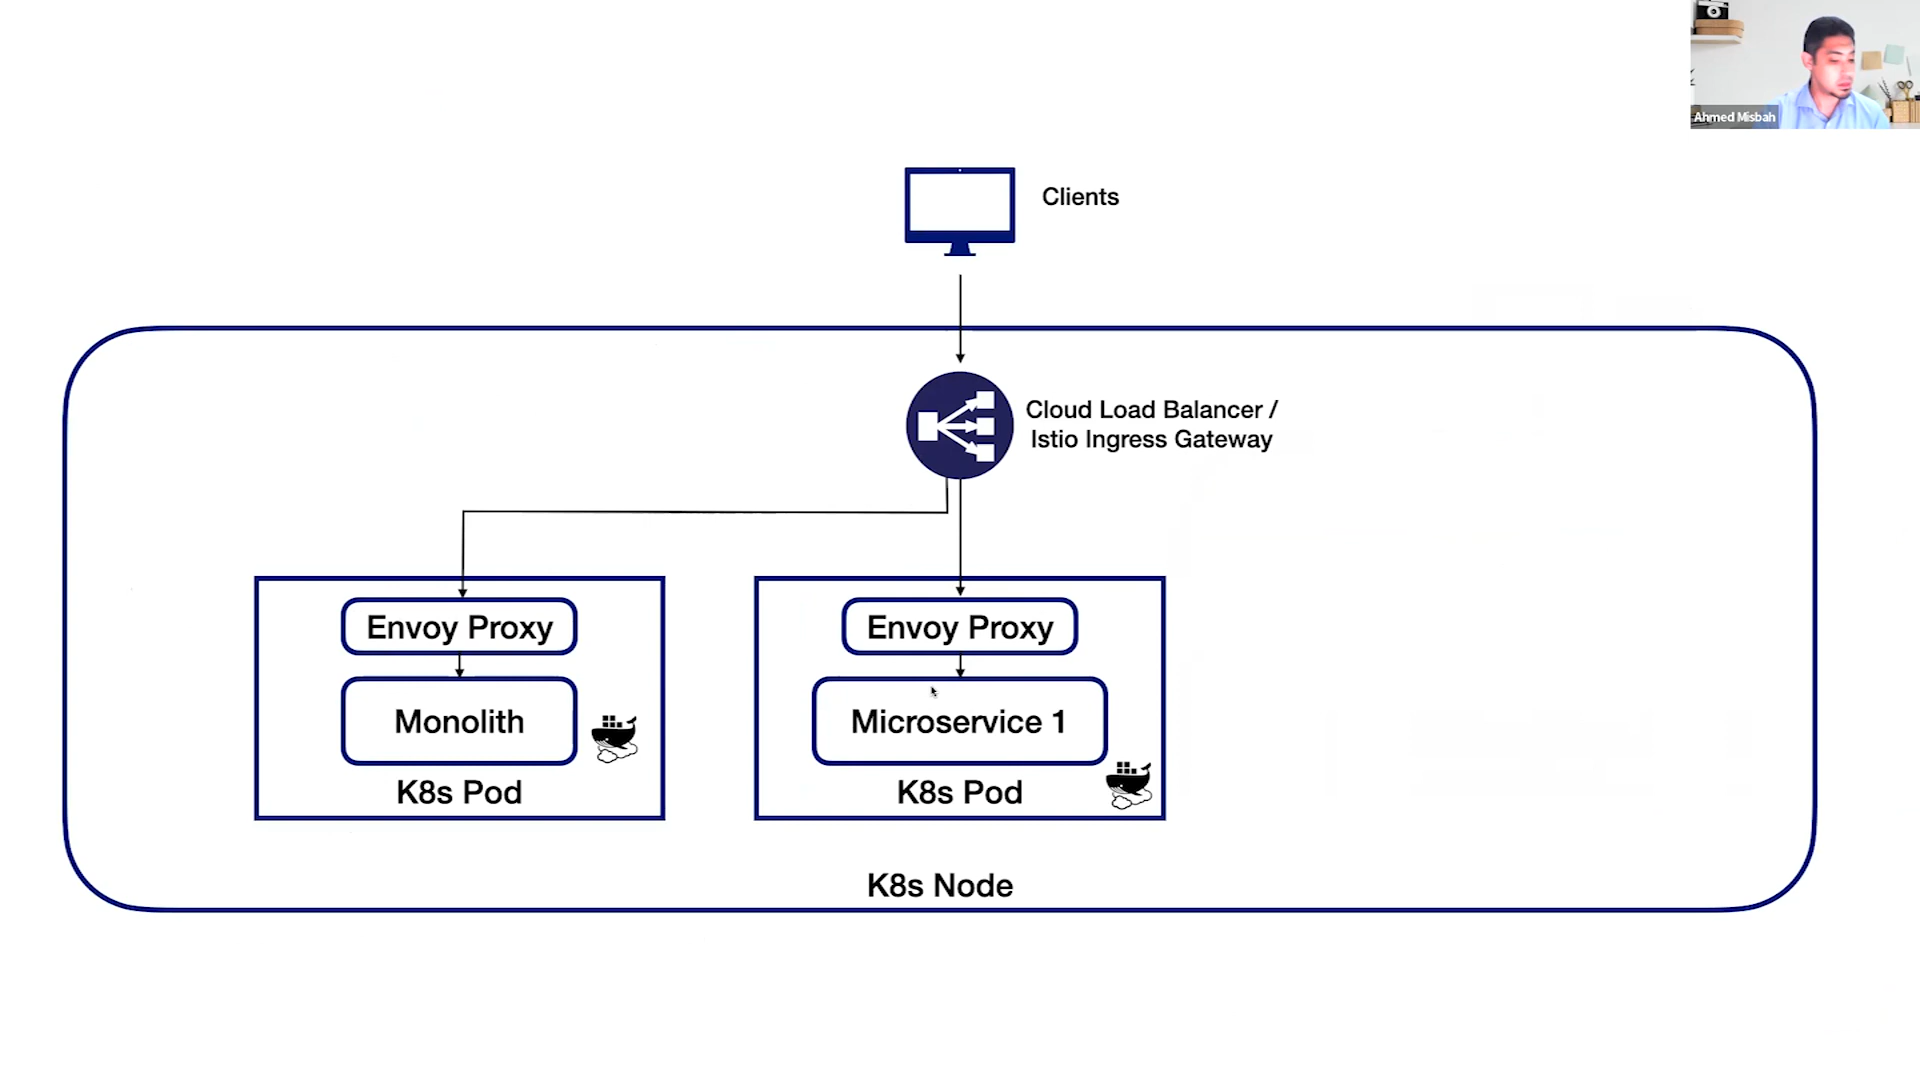 Ahmed Misbah
Clients
Cloud Load Balancer /
Istio Ingress Gateway
Envoy Proxy
Monolith
K8s Pod
Envoy Proxy
Microservice 1
K8s Pod
K8s Node